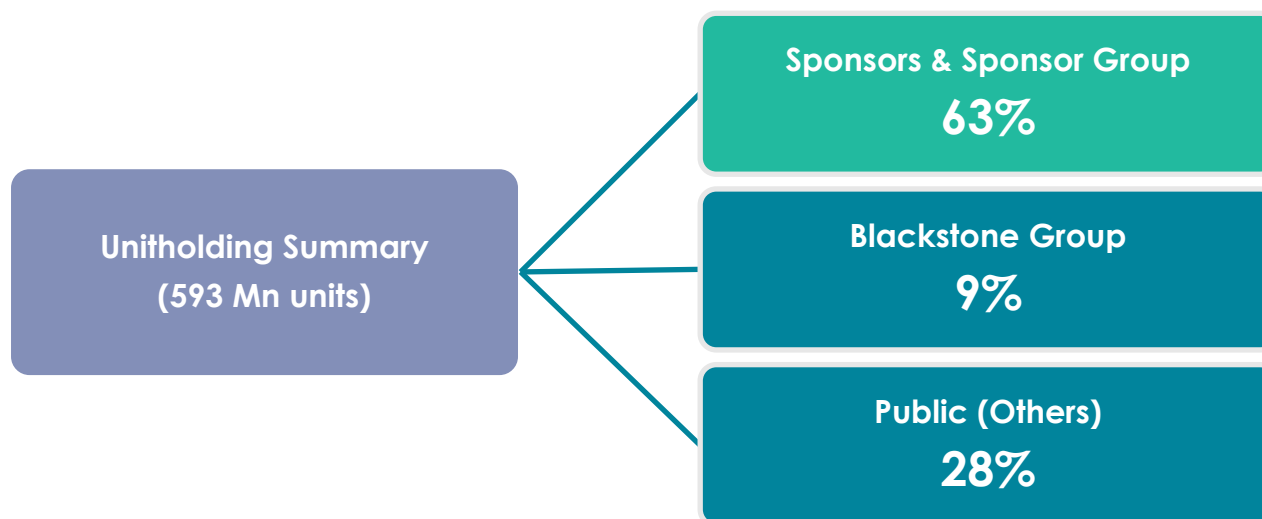 Unitholding Summary
(593 Mn units)
Sponsors & Sponsor Group
63%
Blackstone Group
9%
Public (Others)
28%